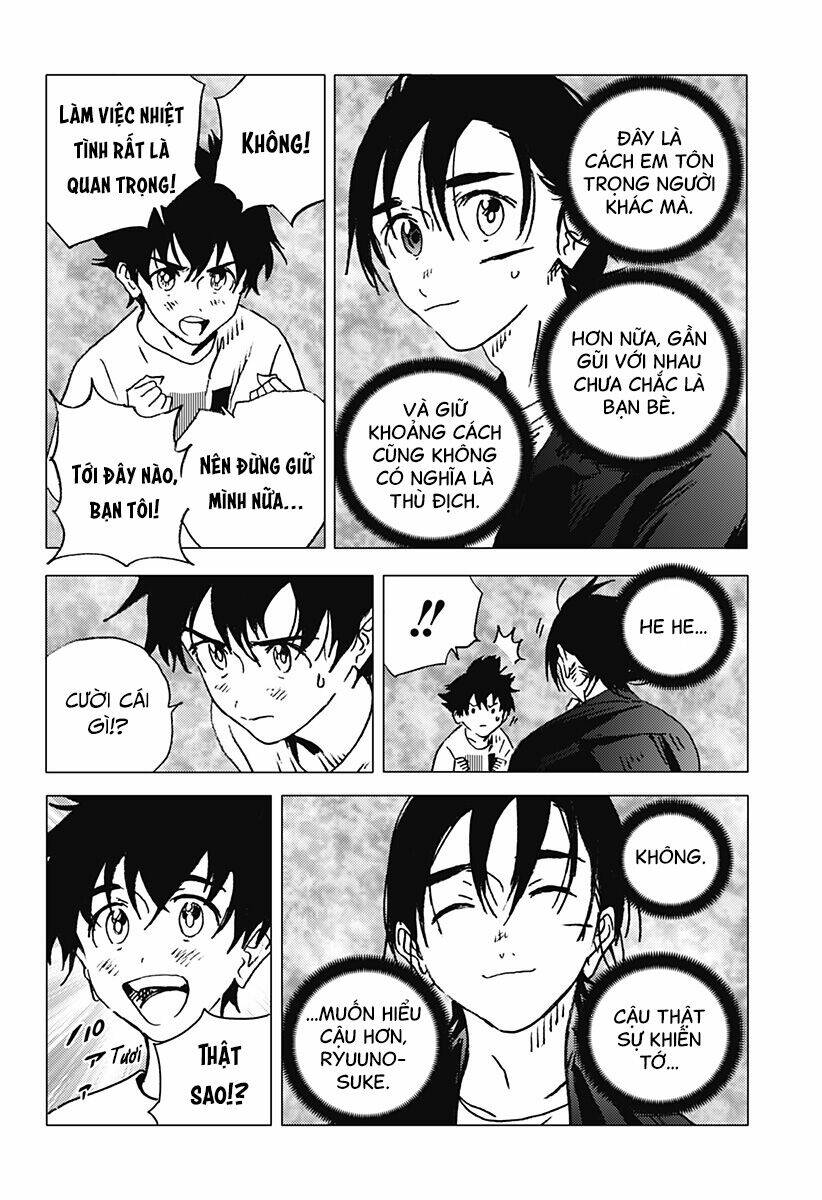 ĐÂY LÀ
CÁCH EM TÔN
TRỌNG NGƯỜI
KHÁC MÀ.
HƠN NỮA, GẦN
GŨI VỚI NHAU
CHƯA CHẮC LÀ
BẠN BÈ.
VÀ GIỮ
KHOẢNG CÁCH
CŨNG KHÔNG
CÓ NGHĨA LÀ
THÙ ĐỊCH.
KHÔNG!
LÀM VIỆC NHIỆT
TÌNH RẤT LÀ
QUAN TRỌNG!
NÊN ĐỪNG GIỮ
MÌNH NỮA...
TỚI ĐÂY NÀO,
BẠN TÔI!
HE HE...
!!
CƯỜI CÁI
GÌ!?
KHÔNG.
CẬU THẬT
SỰ KHIẾN
TỚ...
...MUỐN HIỂU
CẬU HƠN,
RYUUNO-
SUKE.
THẬT
SAO!?
パァァ
Tươi